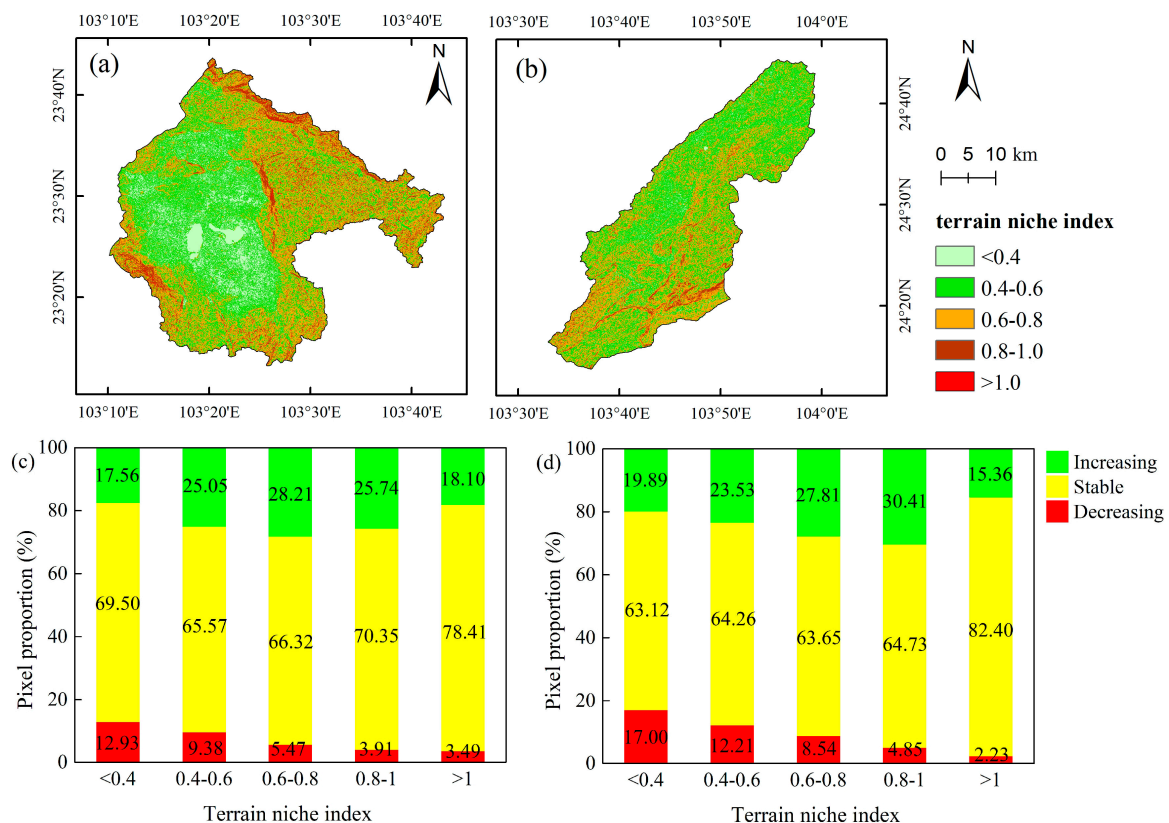 103°10'E 103°20'E 103°30'E 103°40'E
(a)
N
23°40'N
23°30'N
23°20'N
103°10'E 103°20'E 103°30'E 103°40'E
103°30'E 103°40'E 103°50'E 104°0'E
(b)
24°40'N
24°30'N
24°20'N
103°30'E 103°40'E 103°50'E 104°0'E
N
0 5 10 km
terrain niche index
<0.4
0.4-0.6
0.6-0.8
0.8-1.0
>1.0
(c)
Pixel proportion (%)
100
80
60
40
20
0
17.56 25.05 28.21 25.74 18.10
69.50 65.57 66.32 70.35 78.41
12.93 9.38 5.47 3.91 3.49
<0.4 0.4-0.6 0.6-0.8 0.8-1 >1
Terrain niche index
(d)
Pixel proportion (%)
100
80
60
40
20
0
19.89 23.53 27.81 30.41 15.36
63.12 64.26 63.65 64.73 82.40
17.00 12.21 8.54 4.85 2.23
<0.4 0.4-0.6 0.6-0.8 0.8-1 >1
Terrain niche index
Increasing
Stable
Decreasing